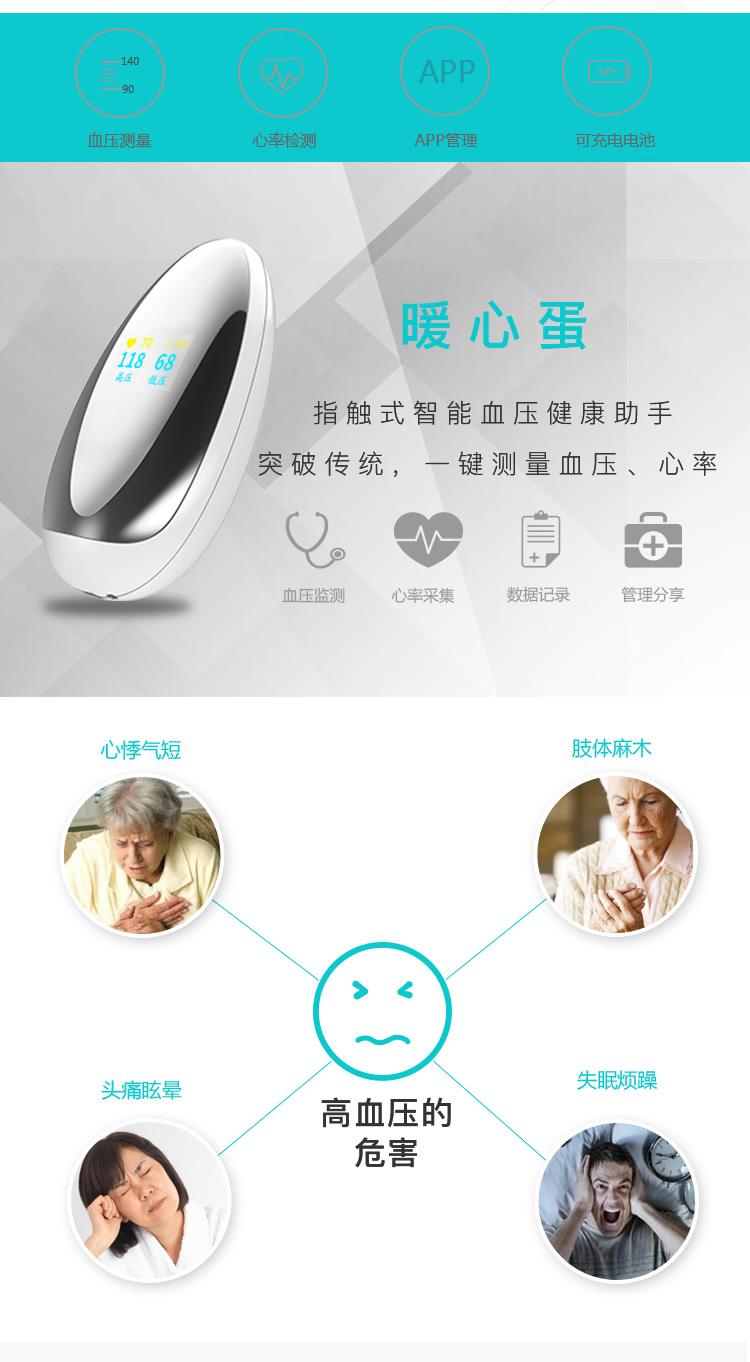 140
90
APP
血压测量
心率检测
APP管理
可充电电池
暖心蛋
指触式智能血压健康助手
突破传统，一键测量血压、心率
70
118 68
高压 低压
血压监测
心率采集
数据记录
管理分享
心悸气短
肢体麻木
头痛眩晕
失眠烦躁
高血压的
危害